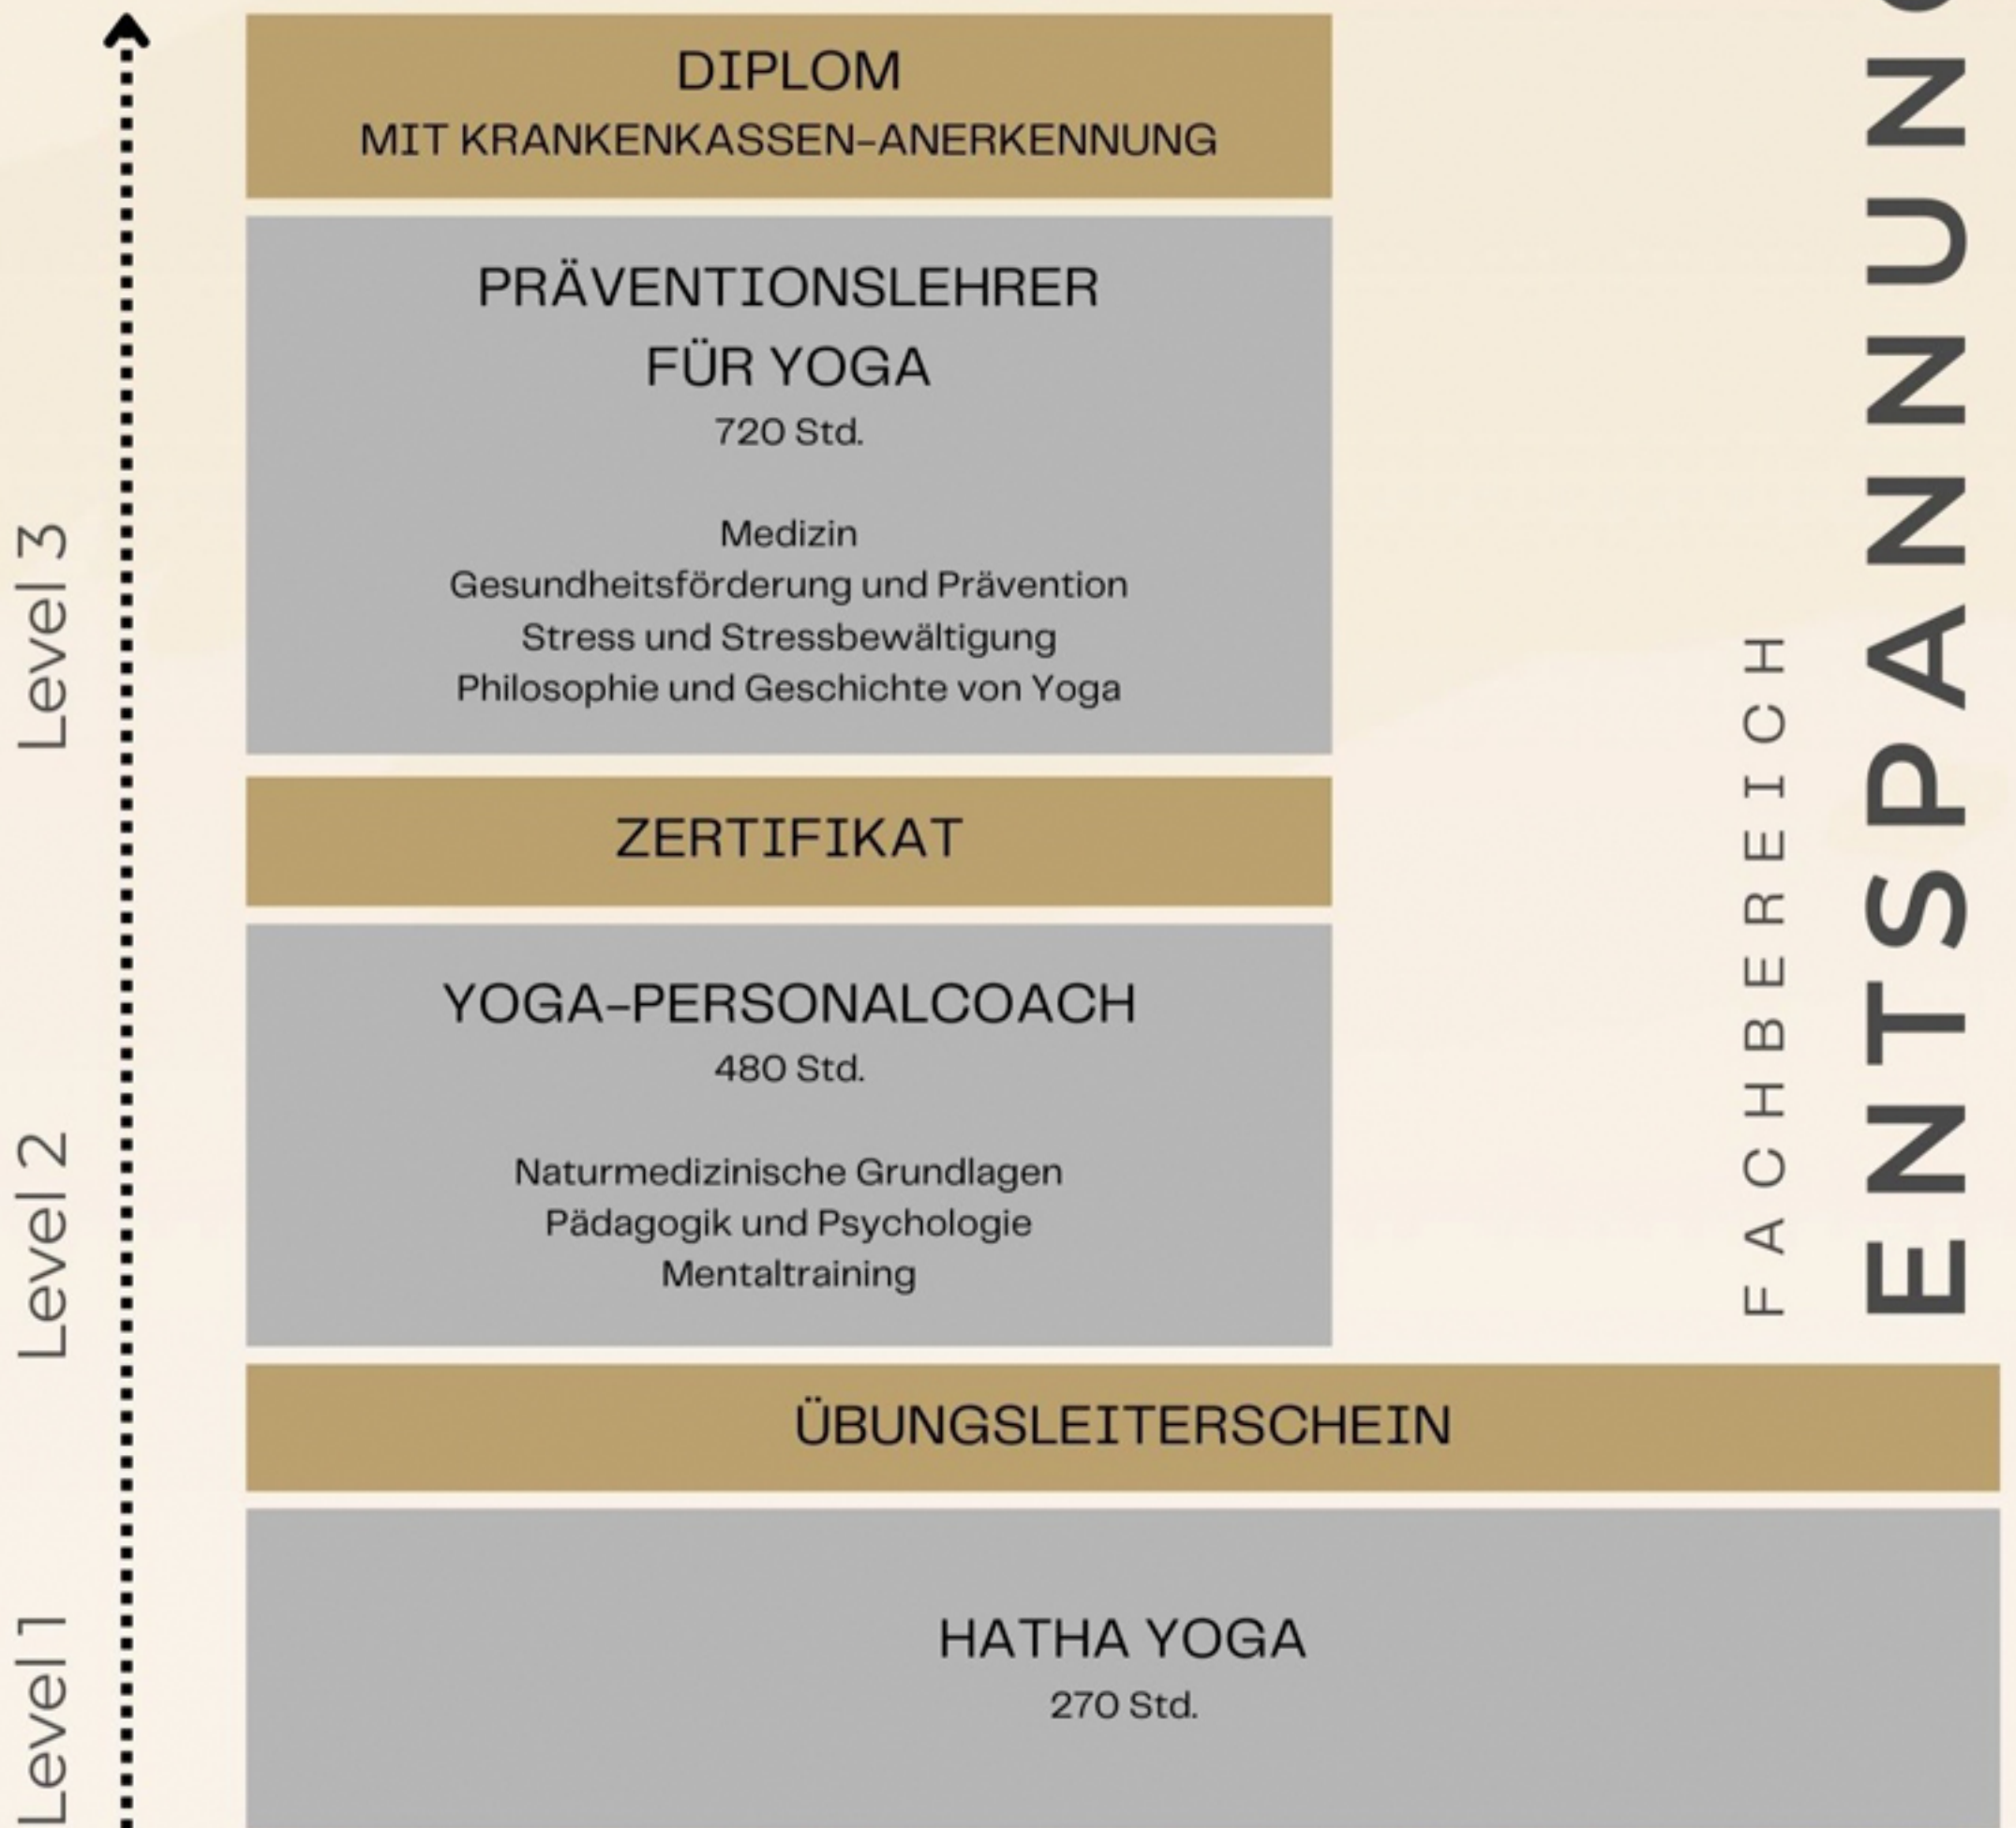 DIPLOM
MIT KRANKENKASSEN-ANERKENNUNG
PRÄVENTIONSLEHRER
FÜR YOGA
720 Std.
Medizin
Gesundheitsförderung und Prävention
Stress und Stressbewältigung
Philosophie und Geschichte von Yoga
Level 3
ZERTIFIKAT
YOGA-PERSONALCOACH
480 Std.
Naturmedizinische Grundlagen
Pädagogik und Psychologie
Mentaltraining
Level 2
FACHBEREICH
ENTSPANNUNG
ÜBUNGSLEITERSCHEIN
HATHA YOGA
270 Std.
Level 1